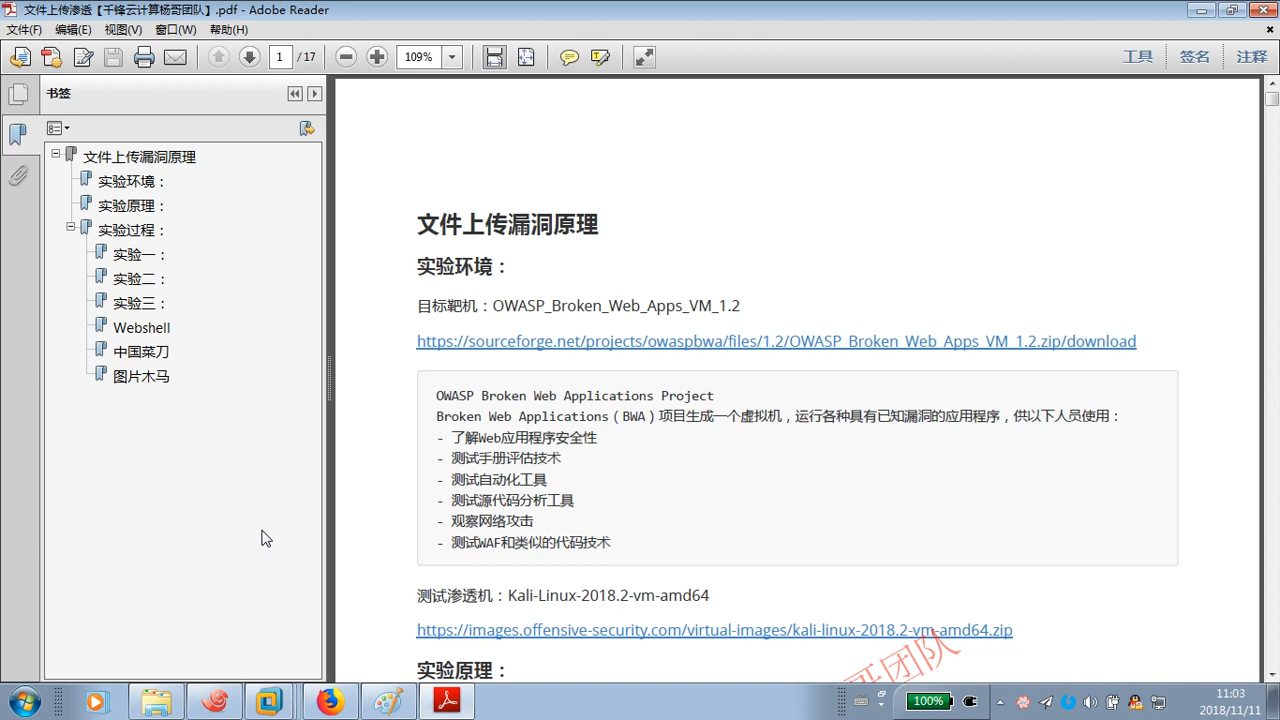 文件上传渗透【千锋云计算杨哥团队】.pdf - Adobe Reader
文件(F) 编辑(E) 视图(V) 窗口(W) 帮助(H)
1 / 17 109% 工具 签名 注释
书签
文件上传漏洞原理
实验环境：
实验原理：
实验过程：
实验一：
实验二：
实验三：
Webshell
中国菜刀
图片木马
文件上传漏洞原理
实验环境：
目标靶机：OWASP_Broken_Web_Apps_VM_1.2
https://sourceforge.net/projects/owaspbwa/files/1.2/OWASP_Broken_Web_Apps_VM_1.2.zip/download
OWASP Broken Web Applications Project
Broken Web Applications（BWA）项目生成一个虚拟机，运行各种具有已知漏洞的应用程序，供以下人员使用：
- 了解Web应用程序安全性
- 测试手册评估技术
- 测试自动化工具
- 测试源代码分析工具
- 观察网络攻击
- 测试WAF和类似的代码技术
测试渗透机：Kali-Linux-2018.2-vm-amd64
https://images.offensive-security.com/virtual-images/kali-linux-2018.2-vm-amd64.zip
实验原理：
哥团队
100%
11:03
2018/11/11